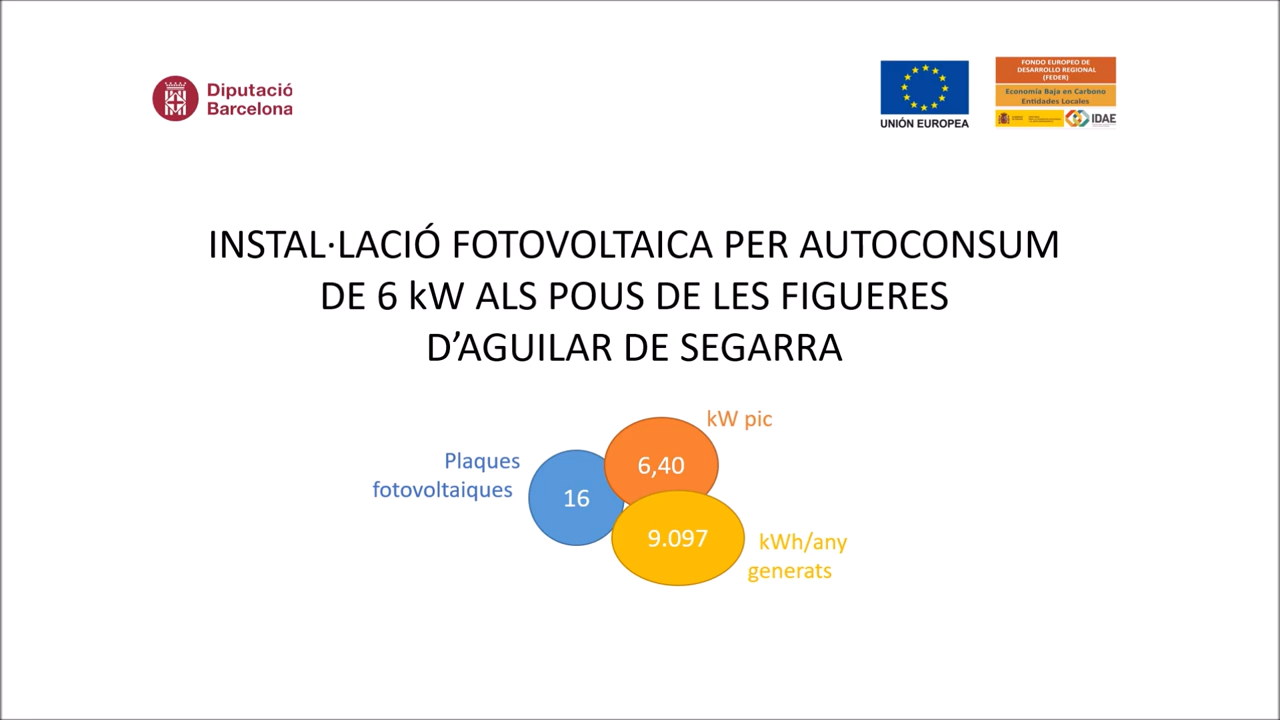 Diputació
Barcelona
UNIÓN EUROPEA
FONDO EUROPEO DE
DESARROLLO REGIONAL
(FEDER)
Economía Baja en Carbono
Entidades Locales
IDAE
INSTAL·LACIÓ FOTOVOLTAICA PER AUTOCONSUM
DE 6 kW ALS POUS DE LES FIGUERES
D’AGUILAR DE SEGARRA
kW pic
6,40
Plaques
fotovoltaiques
16
9.097
kWh/any
generats